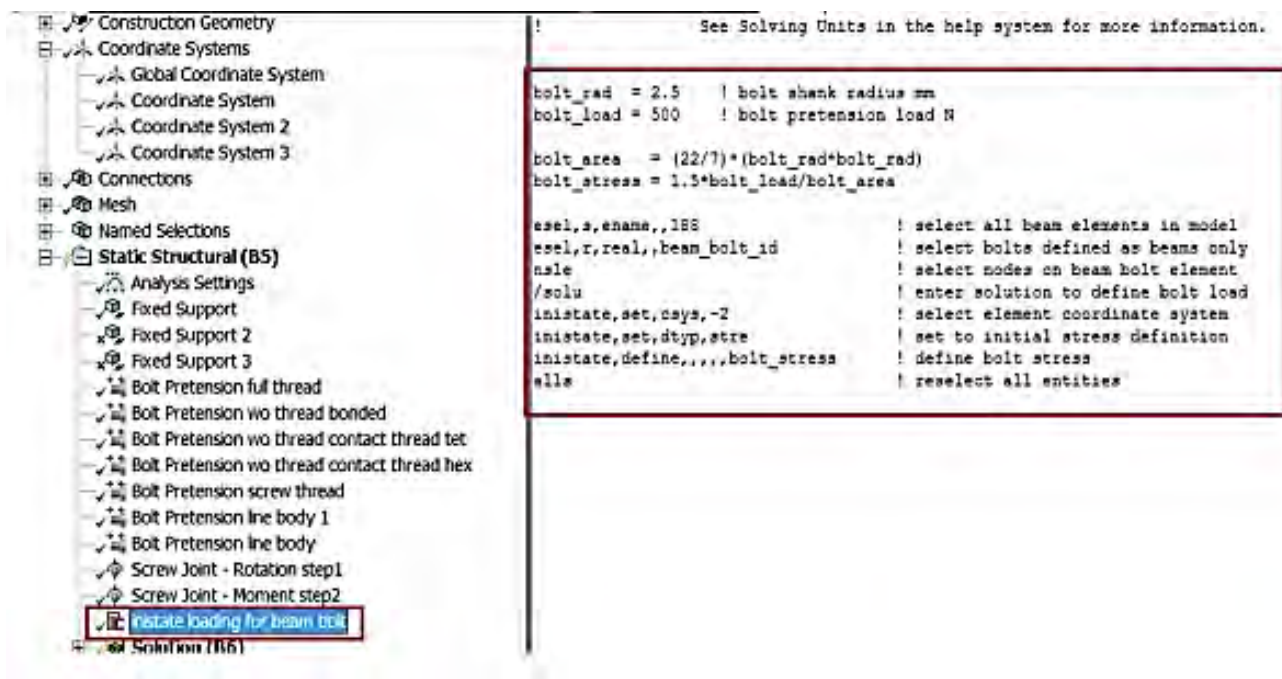 Construction Geometry
Coordinate Systems
Global Coordinate System
Coordinate System
Coordinate System 2
Coordinate System 3
Connections
Mesh
Named Selections
Static Structural (B5)
Analysis Settings
Fixed Support
Fixed Support 2
Fixed Support 3
Bolt Pretension full thread
Bolt Pretension wo thread bonded
Bolt Pretension wo thread contact thread tet
Bolt Pretension wo thread contact thread hex
Bolt Pretension screw thread
Bolt Pretension line body 1
Bolt Pretension line body
Screw Joint - Rotation step1
Screw Joint - Moment step2
inistate loading for beam bolt
Solution (B6)
! See Solving Units in the help system for more information.
bolt_rad = 2.5 ! bolt shank radius mm
bolt_load = 500 ! bolt pretension load N
bolt_area = (22/7)*(bolt_rad*bolt_rad)
bolt_stress = 1.5*bolt_load/bolt_area
esel,s,ename,,188 ! select all beam elements in model
esel,r,real,,beam_bolt_id ! select bolts defined as beams only
nsle ! select nodes on beam bolt element
/solu ! enter solution to define bolt load
inistate,set,csys,-2 ! select element coordinate system
inistate,set,dtyp,stre ! set to initial stress definition
inistate,define,,,,,bolt_stress ! define bolt stress
alls ! reselect all entities